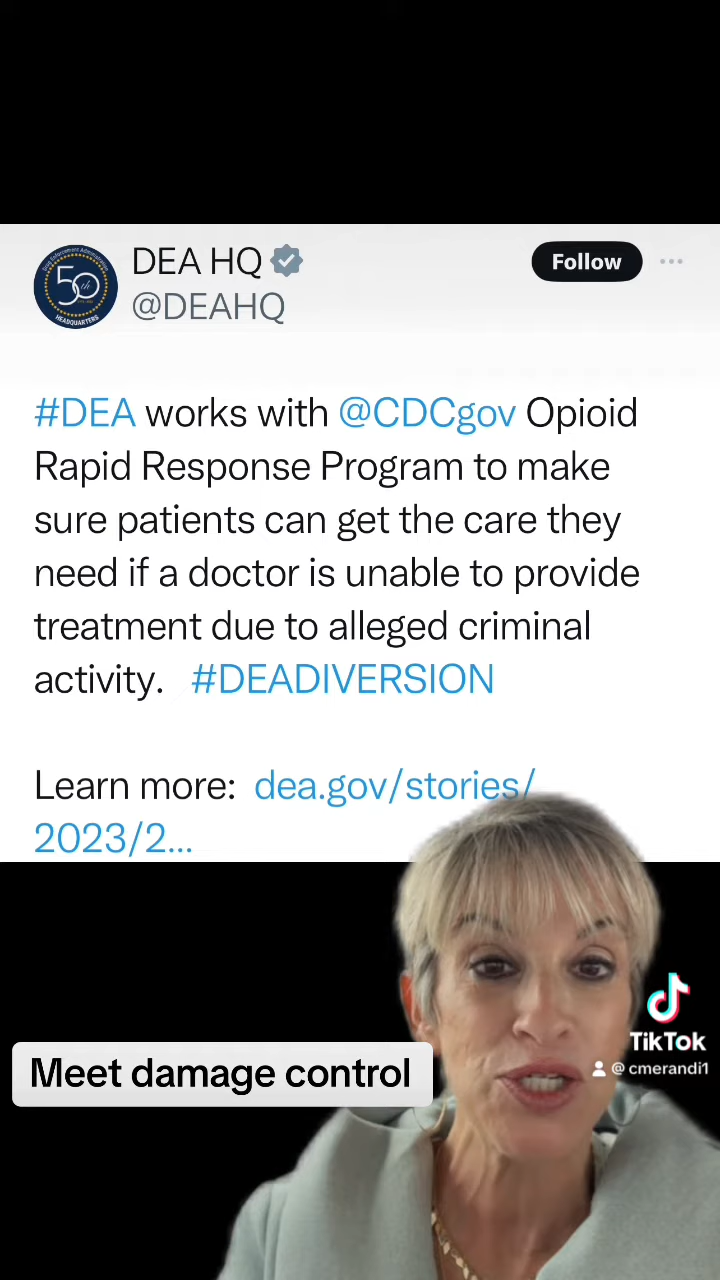 DEA HQ
@DEAHQ
Follow
50th
HEADQUARTERS
#DEA works with @CDCgov Opioid
Rapid Response Program to make
sure patients can get the care they
need if a doctor is unable to provide
treatment due to alleged criminal
activity. #DEADIVERSION
Learn more: dea.gov/stories/
2023/2...
Meet damage control
TikTok
@cmerandi1